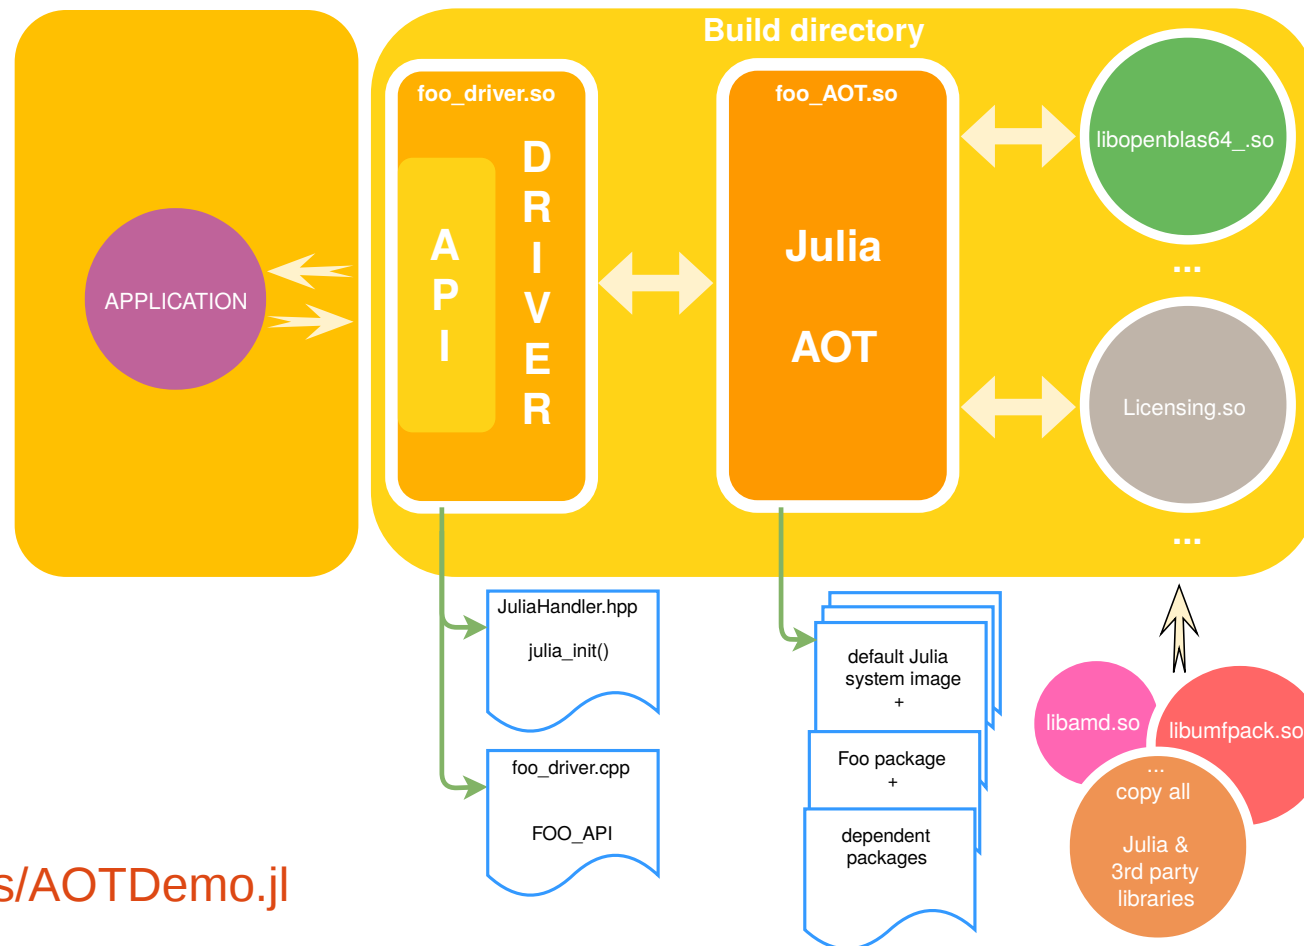 Build directory
foo_driver.so
foo_AOT.so
DRIVER
API
Julia
AOT
APPLICATION
libopenblas64_.so
...
Licensing.so
...
JuliaHandler.hpp
julia_init()
foo_driver.cpp
FOO_API
default Julia
system image
+
Foo package
+
dependent
packages
libamd.so
libumfpack.so
...
copy all
Julia &
3rd party
libraries
s/AOTDemo.jl